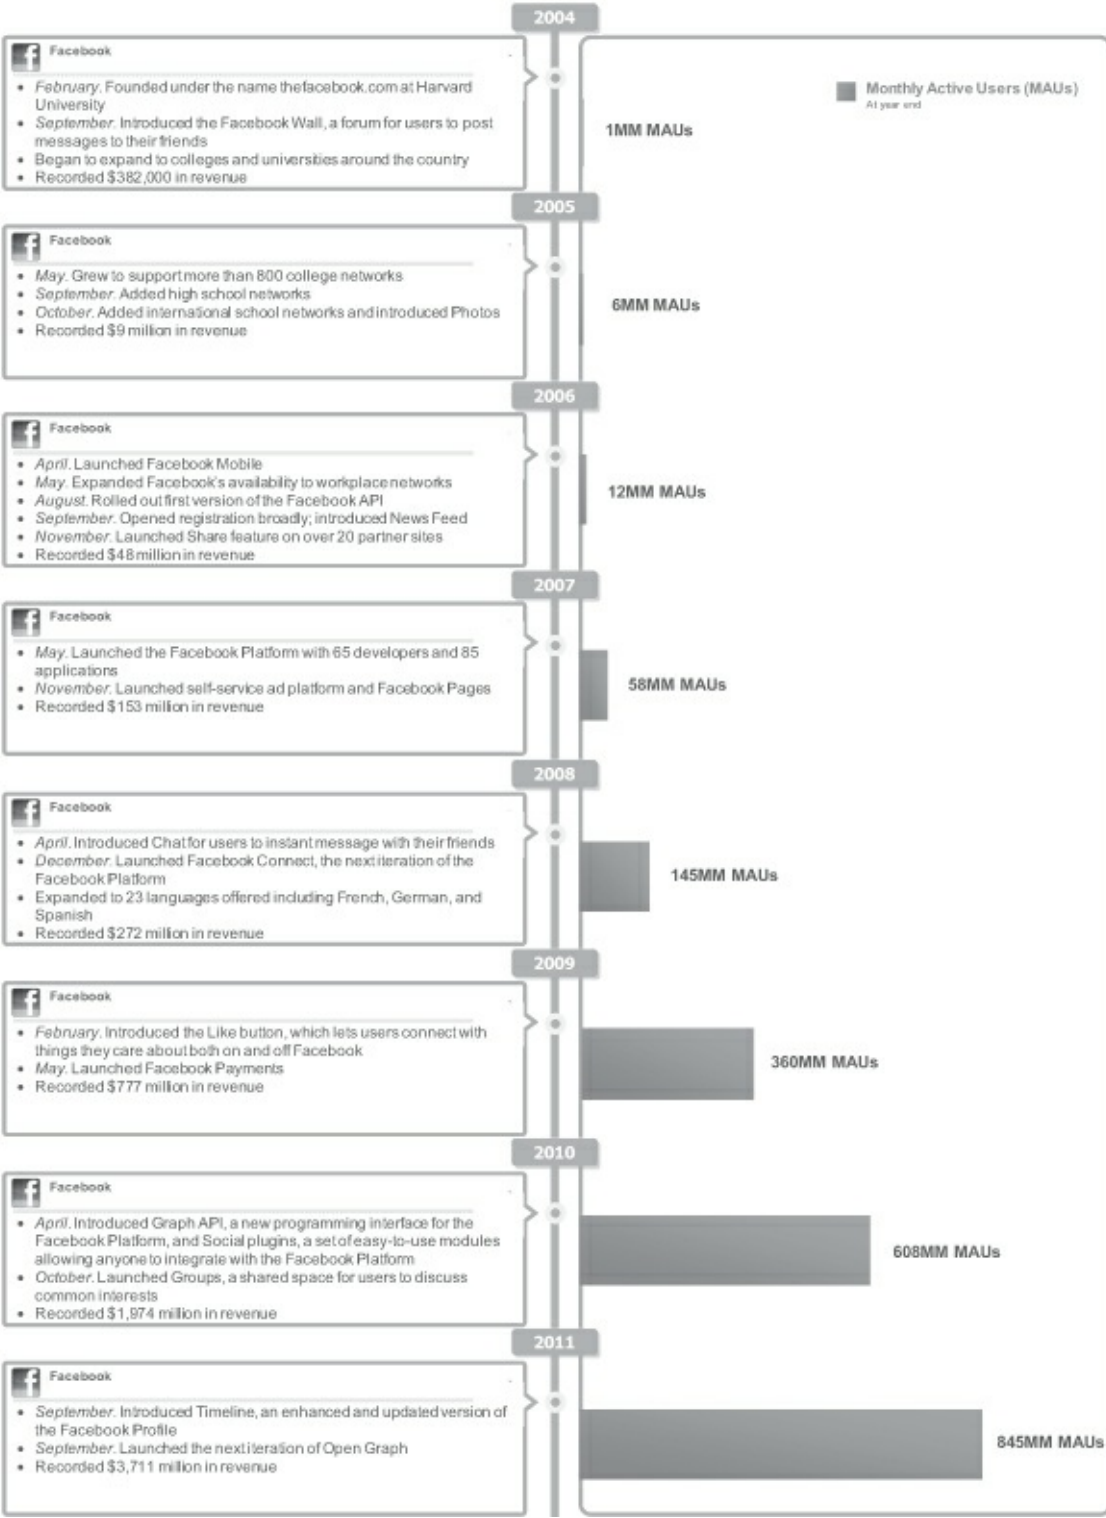 2004
Facebook
• February. Founded under the name thefacebook.com at Harvard
University
• September. Introduced the Facebook Wall, a forum for users to post
messages to their friends
• Began to expand to colleges and universities around the country
• Recorded $382,000 in revenue
Monthly Active Users (MAUs)
At year end
1MM MAUs
2005
Facebook
• May. Grew to support more than 800 college networks
• September. Added high school networks
• October. Added international school networks and introduced Photos
• Recorded $9 million in revenue
6MM MAUs
2006
Facebook
• April. Launched Facebook Mobile
• May. Expanded Facebook's availability to workplace networks
• August. Rolled out first version of the Facebook API
• September. Opened registration broadly; introduced News Feed
• November. Launched Share feature on over 20 partner sites
• Recorded $48 million in revenue
12MM MAUs
2007
Facebook
• May. Launched the Facebook Platform with 65 developers and 85
applications
• November. Launched self-service ad platform and Facebook Pages
• Recorded $153 million in revenue
58MM MAUs
2008
Facebook
• April. Introduced Chat for users to instant message with their friends
• December. Launched Facebook Connect, the next iteration of the
Facebook Platform
• Expanded to 23 languages offered including French, German, and
Spanish
• Recorded $272 million in revenue
145MM MAUs
2009
Facebook
• February. Introduced the Like button, which lets users connect with
things they care about both on and off Facebook
• May. Launched Facebook Payments
• Recorded $777 million in revenue
360MM MAUs
2010
Facebook
• April. Introduced Graph API, a new programming interface for the
Facebook Platform, and Social plugins, a set of easy-to-use modules
allowing anyone to integrate with the Facebook Platform
• October. Launched Groups, a shared space for users to discuss
common interests
• Recorded $1,974 million in revenue
608MM MAUs
2011
Facebook
• September. Introduced Timeline, an enhanced and updated version of
the Facebook Profile
• September. Launched the next iteration of Open Graph
• Recorded $3,711 million in revenue
845MM MAUs